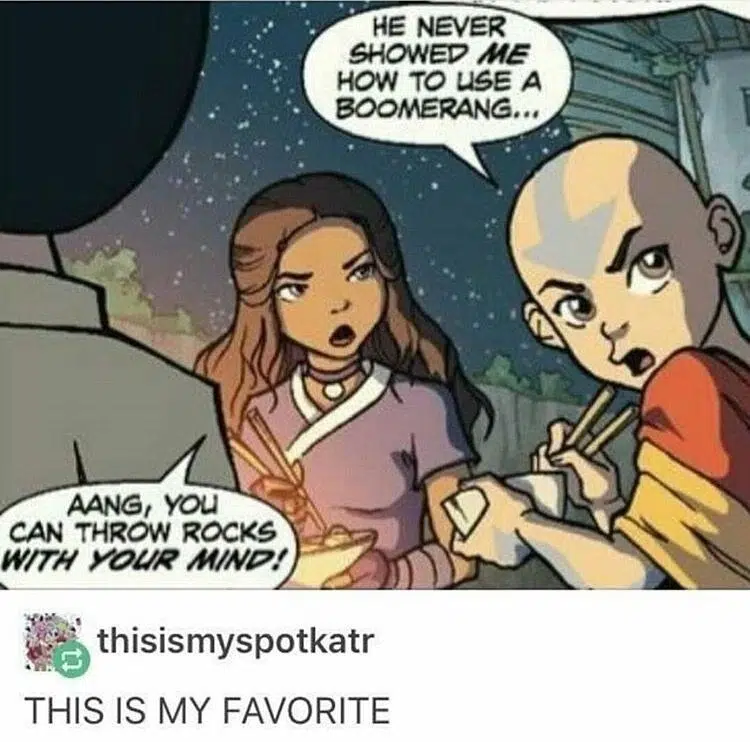 HE NEVER
SHOWED ME
HOW TO USE A
BOOMERANG...
AANG, YOU
CAN THROW ROCKS
WITH YOUR MIND!
thisismyspotkatr
THIS IS MY FAVORITE